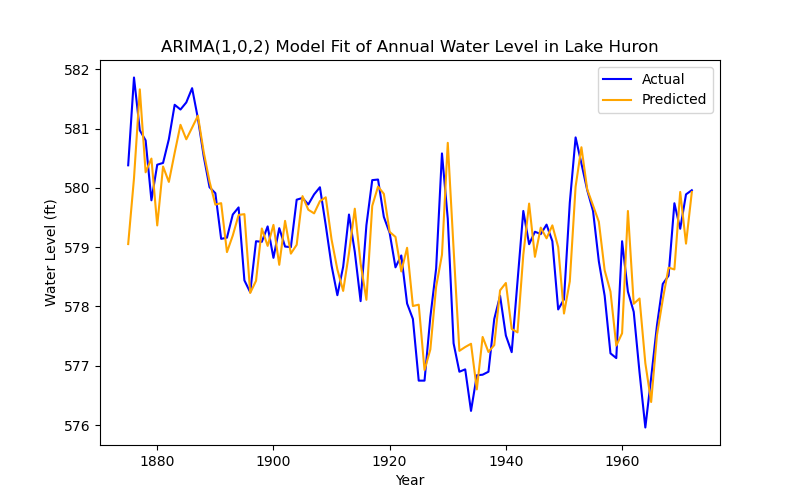 ARIMA(1,0,2) Model Fit of Annual Water Level in Lake Huron
Actual
Predicted
Water Level (ft)
582
581
580
579
578
577
576
1880
1900
1920
1940
1960
Year